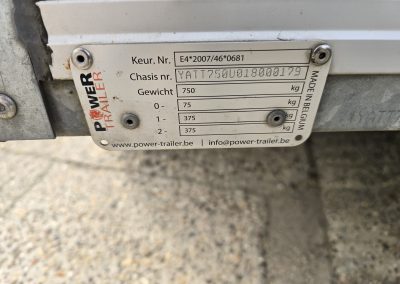 POWER
TRAILER
Keur. Nr. E4*2007/46*0681
Chasis nr. YATT750U018000179
Gewicht 750 kg
0 - 75 kg
1 - 375 kg
2 - 375 kg
MADE IN BELGIUM
www.power-trailer.be | info@power-trailer.be